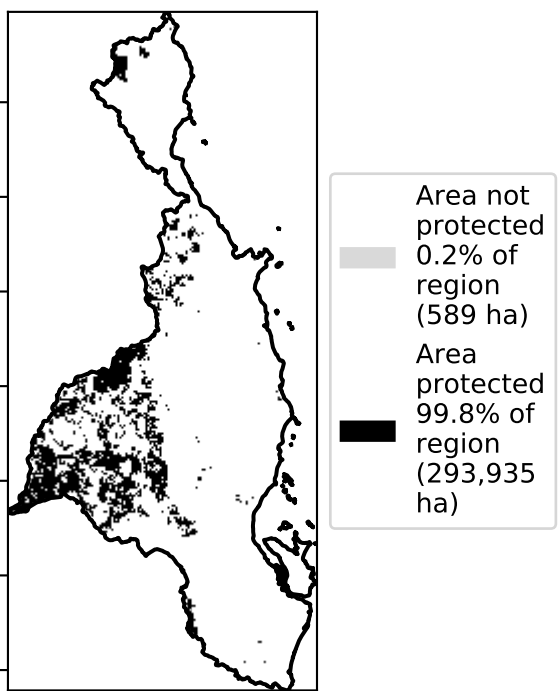 Area not
protected
0.2% of
region
(589 ha)
Area
protected
99.8% of
region
(293,935
ha)